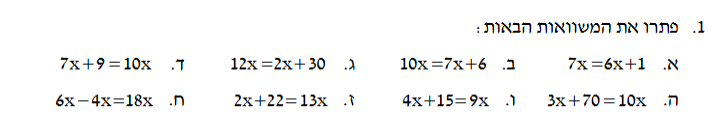 1. פתרו את המשוואות הבאות:
א. 7x=6x+1 ב. 10x=7x+6 ג. 12x=2x+30 ד. 7x+9=10x
ה. 3x+70=10x ו. 4x+15=9x ז. 2x+22=13x ח. 6x−4x=18x